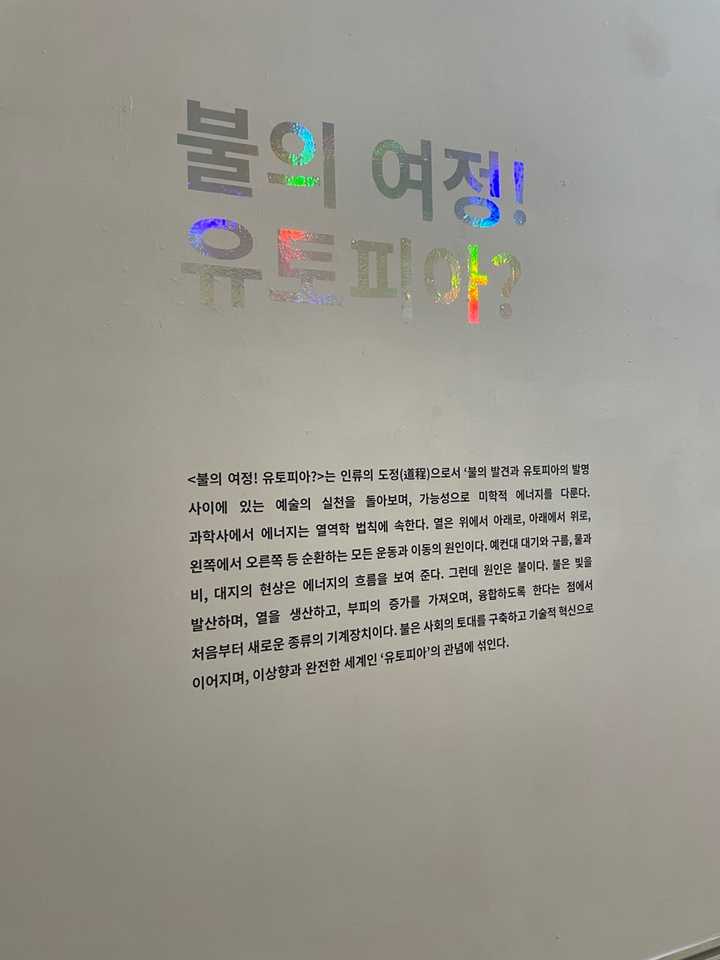 불의 여정!
유토피아?
<불의 여정! 유토피아?>는 인류의 도정(道程)으로서 ‘불의 발견과 유토피아의 발명
사이에 있는 예술의 실천을 돌아보며, 가능성으로 미학적 에너지를 다룬다.
과학사에서 에너지는 열역학 법칙에 속한다. 열은 위에서 아래로, 아래에서 위로,
왼쪽에서 오른쪽 등 순환하는 모든 운동과 이동의 원인이다. 예컨대 대기와 구름, 물과
비, 대지의 현상은 에너지의 흐름을 보여 준다. 그런데 원인은 불이다. 불은 빛을
발산하며, 열을 생산하고, 부피의 증가를 가져오며, 융합하도록 한다는 점에서
처음부터 새로운 종류의 기계장치이다. 불은 사회의 토대를 구축하고 기술적 혁신으로
이어지며, 이상향과 완전한 세계인 ‘유토피아’의 관념에 섞인다.